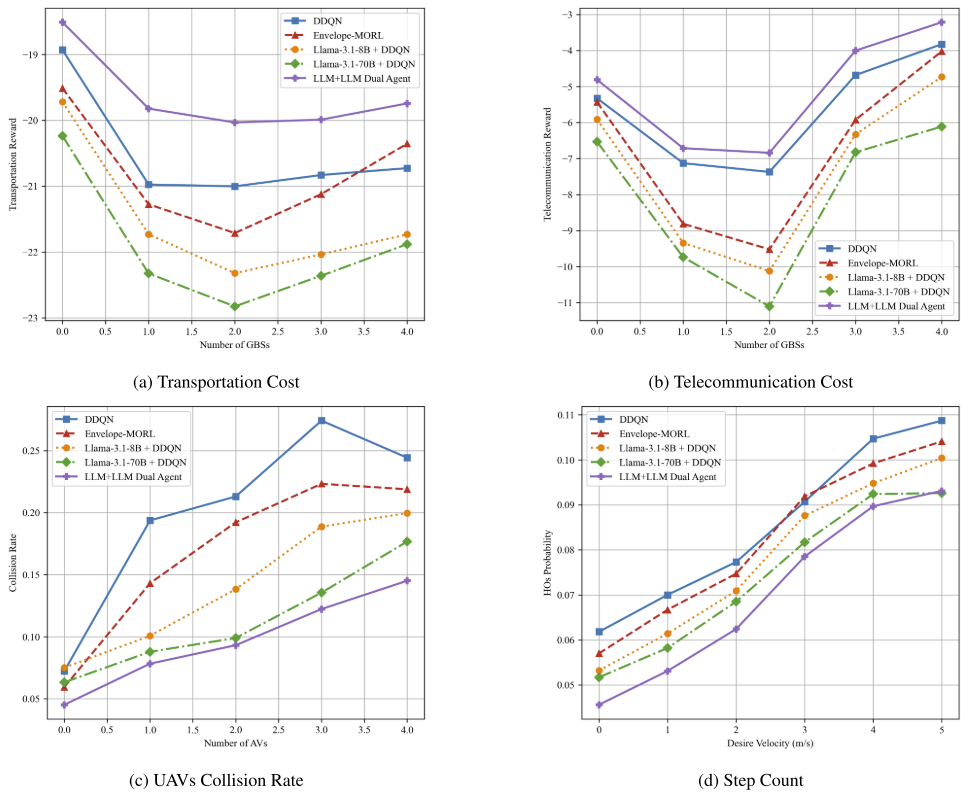 DDQN
Envelope-MORL
Llama-3.1-8B + DDQN
Llama-3.1-70B + DDQN
LLM+LLM Dual Agent
−19
−20
−21
−22
−23
Transportation Reward
0.0 0.5 1.0 1.5 2.0 2.5 3.0 3.5 4.0
Number of GBSs
(a) Transportation Cost
−3
−4
−5
−6
−7
−8
−9
−10
−11
Telecommunication Reward
DDQN
Envelope-MORL
Llama-3.1-8B + DDQN
Llama-3.1-70B + DDQN
LLM+LLM Dual Agent
0.0 0.5 1.0 1.5 2.0 2.5 3.0 3.5 4.0
Number of GBSs
(b) Telecommunication Cost
DDQN
Envelope-MORL
Llama-3.1-8B + DDQN
Llama-3.1-70B + DDQN
LLM+LLM Dual Agent
0.25
0.20
0.15
0.10
0.05
Collision Rate
0.0 0.5 1.0 1.5 2.0 2.5 3.0 3.5 4.0
Number of AVs
(c) UAVs Collision Rate
DDQN
Envelope-MORL
Llama-3.1-8B + DDQN
Llama-3.1-70B + DDQN
LLM+LLM Dual Agent
0.11
0.10
0.09
0.08
0.07
0.06
0.05
HOs Probability
0 1 2 3 4 5
Desire Velocity (m/s)
(d) Step Count